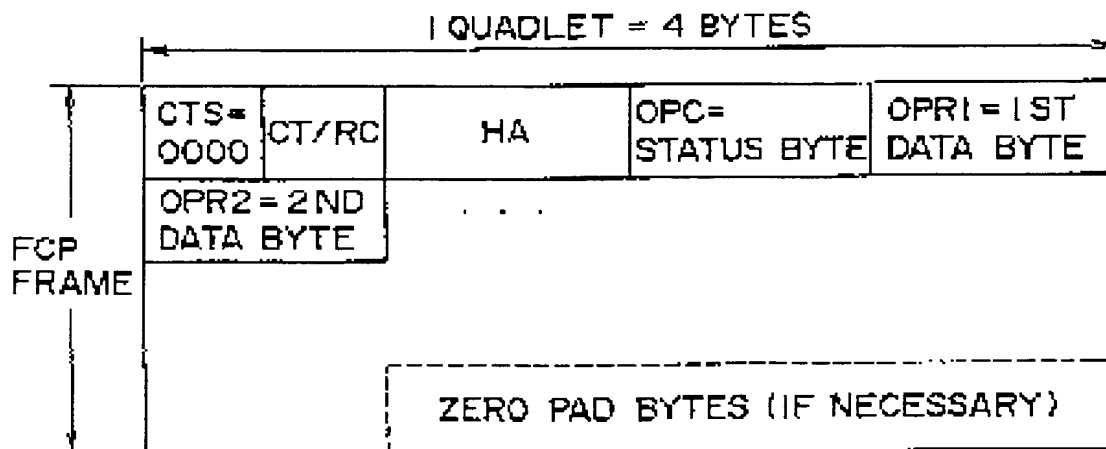 1 QUADLET = 4 BYTES
CTS=
0000
CT/RC
HA
OPC=
STATUS BYTE
OPR1 = 1ST
DATA BYTE
OPR2 = 2ND
DATA BYTE
. . .
FCP
FRAME
ZERO PAD BYTES (IF NECESSARY)